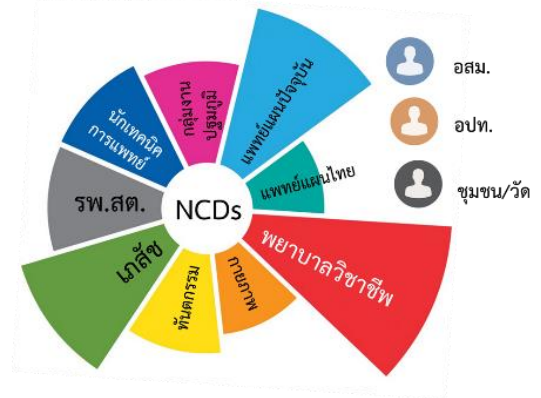 NCDs
แพทย์แผนปัจจุบัน
แพทย์แผนไทย
พยาบาลวิชาชีพ
กายภาพ
ทันตกรรม
เภสัช
รพ.สต.
นักเทคนิค
การแพทย์
กลุ่มงาน
ปฐมภูมิ
อสม.
อปท.
ชุมชน/วัด